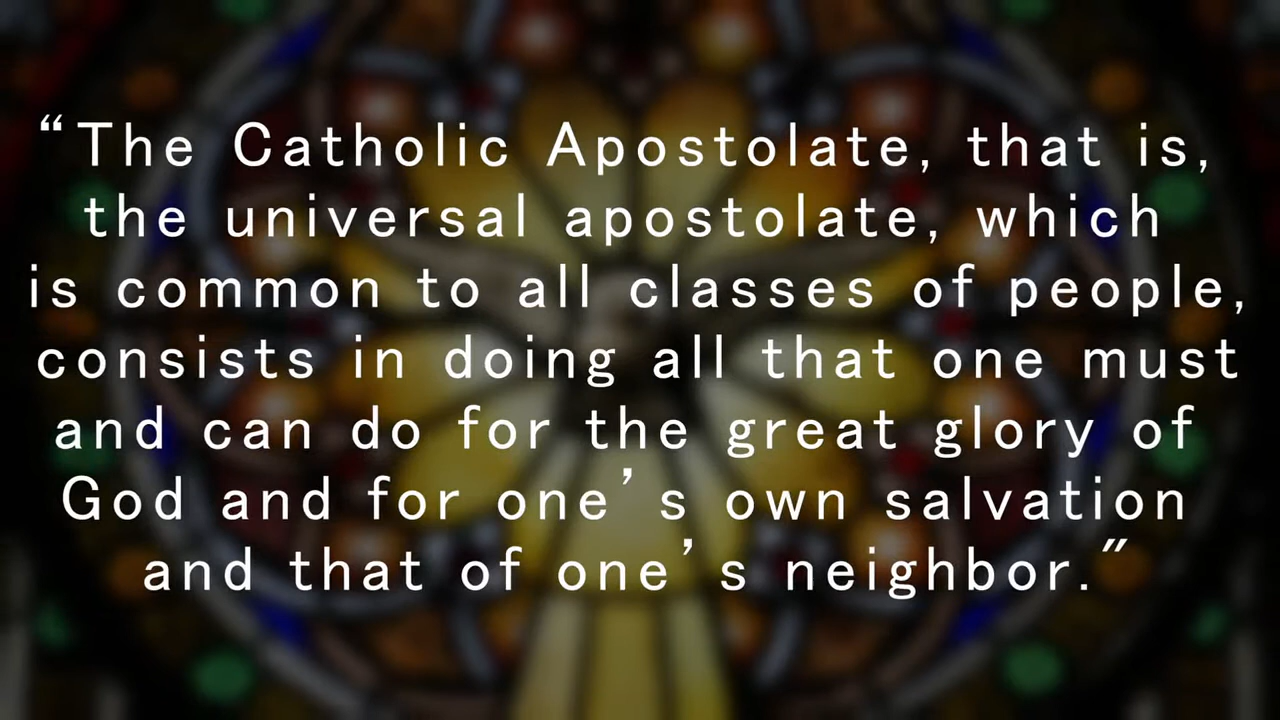 “The Catholic Apostolate, that is,
the universal apostolate, which
is common to all classes of people,
consists in doing all that one must
and can do for the great glory of
God and for one’s own salvation
and that of one’s neighbor.”